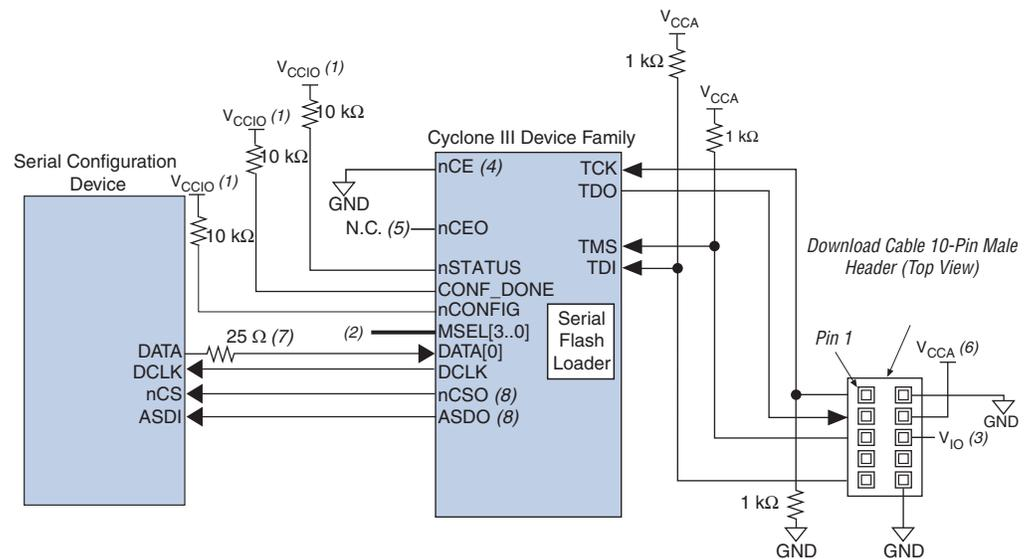 V_CCA
1 kΩ
V_CCA
1 kΩ
V_CCIO (1)
10 kΩ
V_CCIO (1)
10 kΩ
V_CCIO (1)
10 kΩ
Serial Configuration
Device
Cyclone III Device Family
nCE (4)
GND
N.C. (5)
nCEO
nSTATUS
CONF_DONE
nCONFIG
(2)
MSEL[3..0]
25 Ω (7)
DATA
DATA[0]
DCLK
DCLK
nCS
nCSO (8)
ASDI
ASDO (8)
TCK
TDO
TMS
TDI
Serial
Flash
Loader
Download Cable 10-Pin Male
Header (Top View)
Pin 1
V_CCA (6)
GND
V_IO (3)
1 kΩ
GND
GND